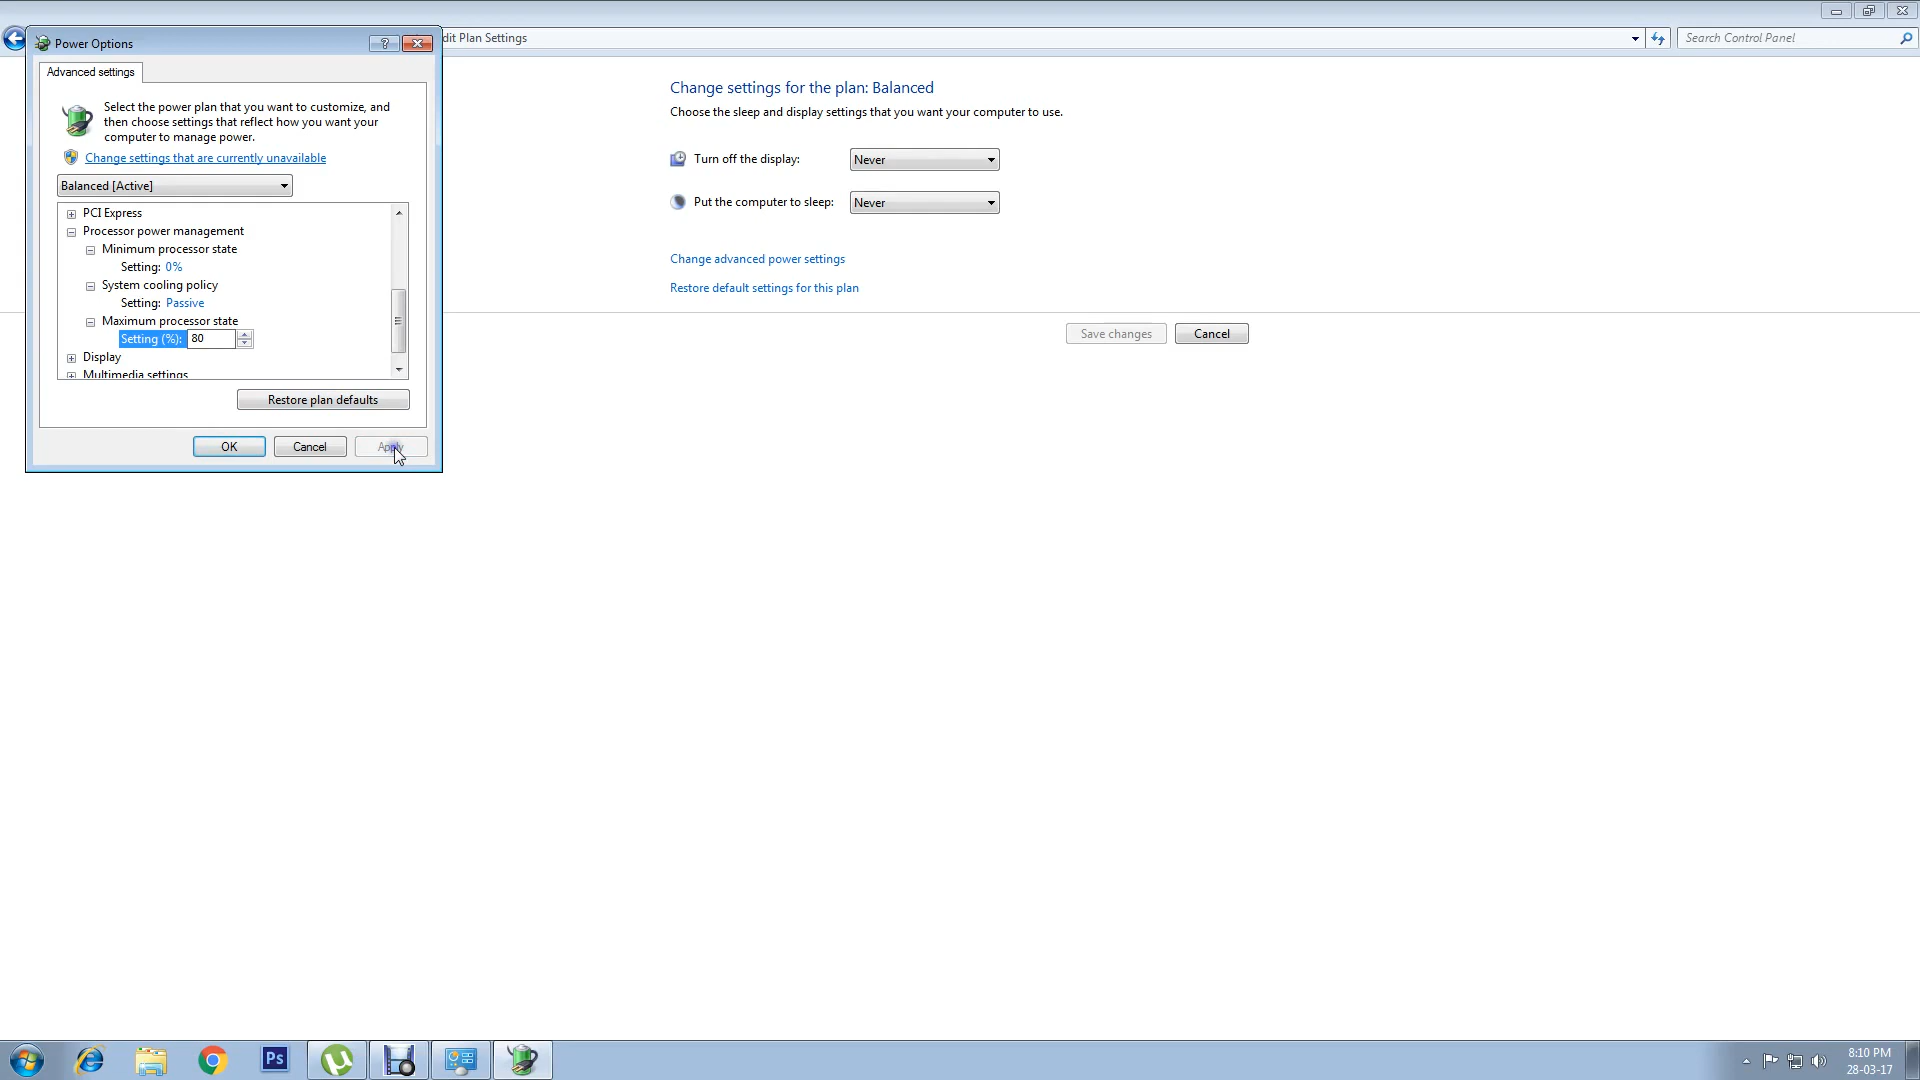 Power Options
?
dit Plan Settings
Search Control Panel
Advanced settings
Select the power plan that you want to customize, and
then choose settings that reflect how you want your
computer to manage power.
Change settings that are currently unavailable
Balanced [Active]
PCI Express
Processor power management
Minimum processor state
Setting: 0%
System cooling policy
Setting: Passive
Maximum processor state
Setting (%): 80
Display
Multimedia settings
Restore plan defaults
OK
Cancel
Apply
Change settings for the plan: Balanced
Choose the sleep and display settings that you want your computer to use.
Turn off the display: Never
Put the computer to sleep: Never
Change advanced power settings
Restore default settings for this plan
Save changes
Cancel
Ps
8:10 PM
28-03-17